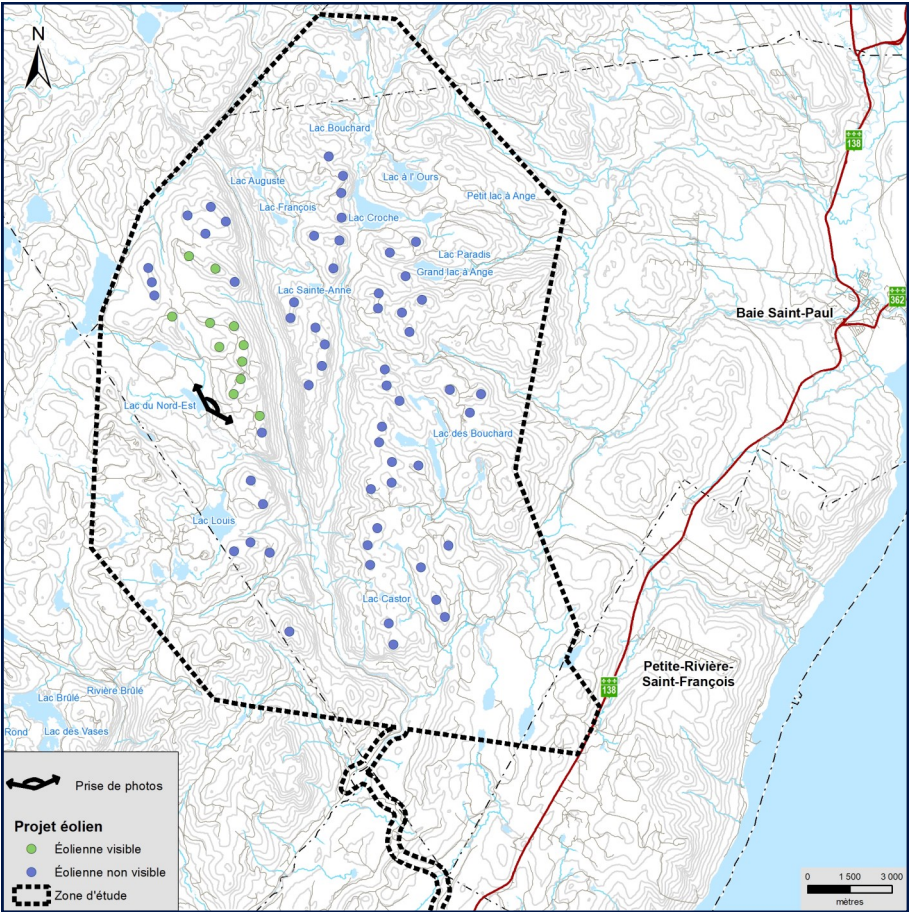 N
Lac Bouchard
138
Lac à l' Ours
Lac Auguste
Petit lac à Ange
Lac François
Lac Croche
Lac Paradis
Grand lac à Ange
Lac Sainte-Anne
362
Baie Saint-Paul
Lac du Nord-Est
Lac des Bouchard
Lac Louis
Lac Castor
Petite-Rivière-
Saint-François
138
Lac Brûlé
Rivière Brûlé
Rond
Lac des Vases
Prise de photos
Projet éolien
Éolienne visible
Éolienne non visible
Zone d'étude
0 1 500 3 000
mètres